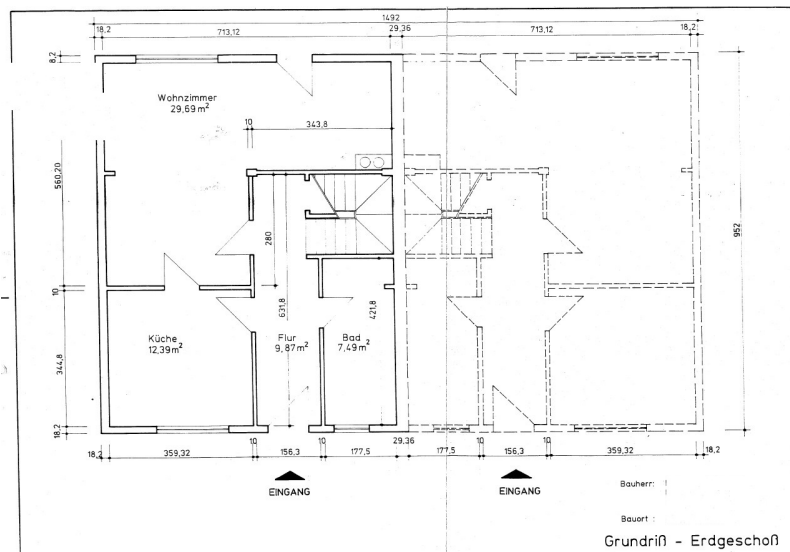 1492
18,2 713,12 29,36 713,12 18,2
8,2
Wohnzimmer
29,69 m²
10 343,8
560,20
280
952
10
631,8
421,8
Küche
12,39 m²
Flur
9,87 m²
Bad
7,49 m²
344,8
18,2
10 10 29,36 10 10
18,2 359,32 156,3 177,5 177,5 156,3 359,32 18,2
EINGANG EINGANG
Bauherr:
Bauort :
Grundriß - Erdgeschoß